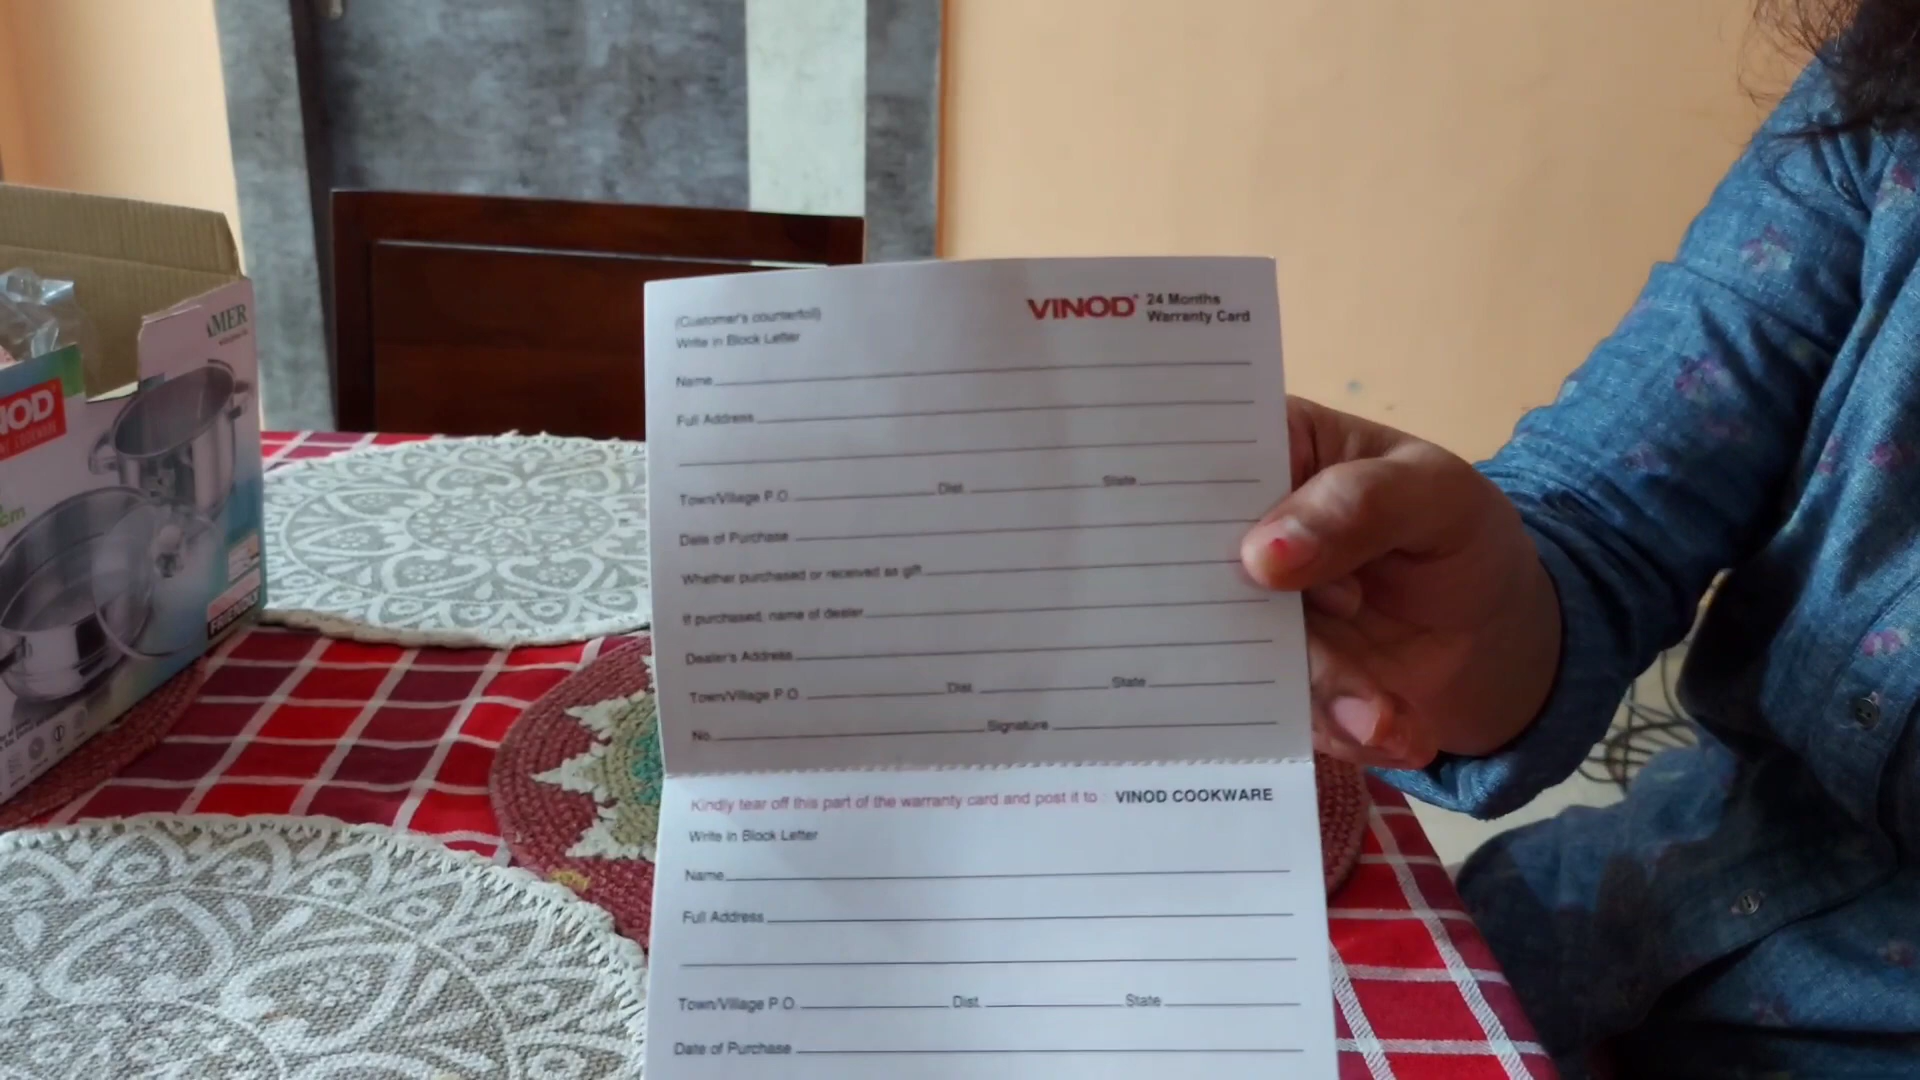 (Customer's counterfoil)
VINOD® 24 Months
Warranty Card
Write in Block Letter
Name
Full Address
Town/Village P.O. Dist. State
Date of Purchase
Whether purchased or received as gift
If purchased, name of dealer
Dealer's Address
Town/Village P.O. Dist. State
No. Signature
Kindly tear off this part of the warranty card and post it to : VINOD COOKWARE
Write in Block Letter
Name
Full Address
Town/Village P.O. Dist. State
Date of Purchase
NOD
cm
FRIENDLY